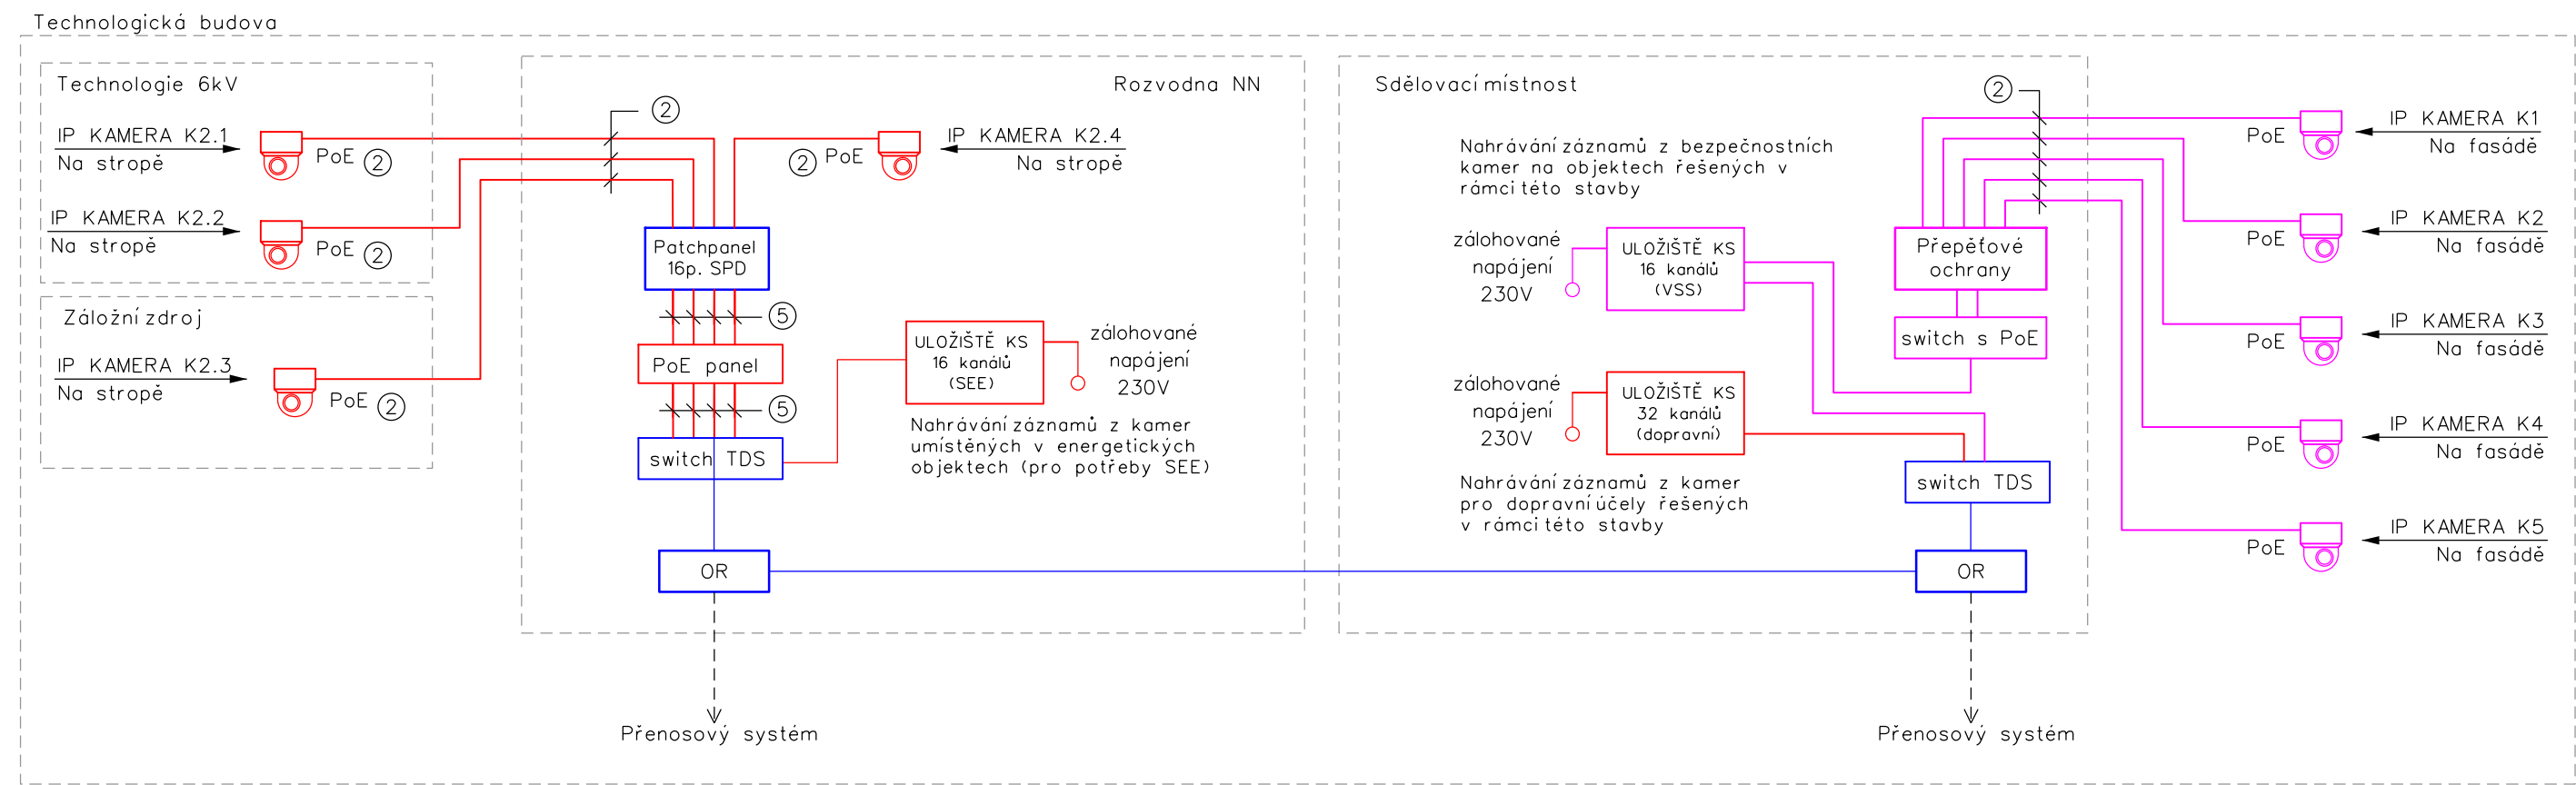 Technologická budova
Technologie 6kV
IP KAMERA K2.1
Na stropě
PoE
2
IP KAMERA K2.2
Na stropě
PoE
2
Záložní zdroj
IP KAMERA K2.3
Na stropě
PoE
2
Rozvodna NN
2
IP KAMERA K2.4
Na stropě
2
PoE
Patchpanel
16p. SPD
5
PoE panel
5
switch TDS
OR
Přenosový systém
ULOŽIŠTĚ KS
16 kanálů
(SEE)
zálohované
napájení
230V
Nahrávání záznamů z kamer
umístěných v energetických
objektech (pro potřeby SEE)
Sdělovací místnost
2
Nahrávání záznamů z bezpečnostních
kamer na objektech řešených v
rámci této stavby
zálohované
napájení
230V
ULOŽIŠTĚ KS
16 kanálů
(VSS)
Přepěťové
ochrany
switch s PoE
zálohované
napájení
230V
ULOŽIŠTĚ KS
32 kanálů
(dopravní)
Nahrávání záznamů z kamer
pro dopravní účely řešených
v rámci této stavby
switch TDS
OR
Přenosový systém
PoE
IP KAMERA K1
Na fasádě
PoE
IP KAMERA K2
Na fasádě
PoE
IP KAMERA K3
Na fasádě
PoE
IP KAMERA K4
Na fasádě
PoE
IP KAMERA K5
Na fasádě